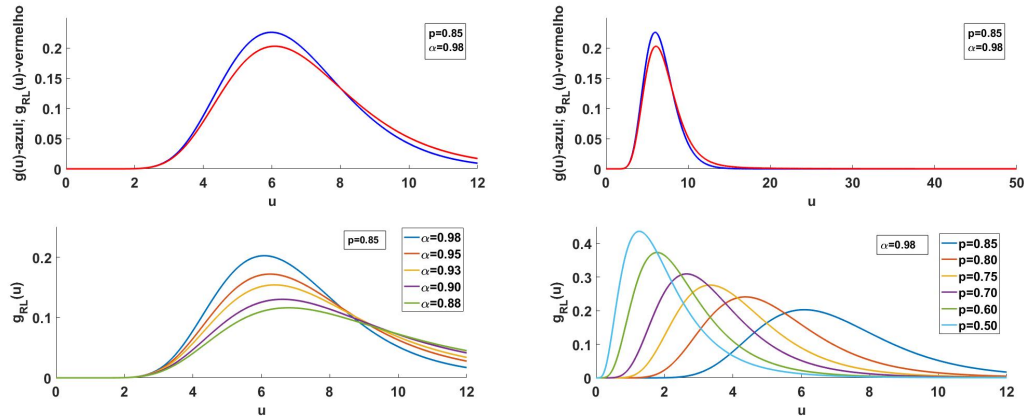 g(u)-azul; g_RL(u)-vermelho
0.2
0.15
0.1
0.05
0
0 2 4 6 8 10 12
u
p=0.85
α=0.98
g(u)-azul; g_RL(u)-vermelho
0.2
0.15
0.1
0.05
0
0 10 20 30 40 50
u
p=0.85
α=0.98
g_RL(u)
0.2
0.1
0
0 2 4 6 8 10 12
u
p=0.85
α=0.98
α=0.95
α=0.93
α=0.90
α=0.88
g_RL(u)
0.4
0.3
0.2
0.1
0
0 2 4 6 8 10 12
u
α=0.98
p=0.85
p=0.80
p=0.75
p=0.70
p=0.60
p=0.50